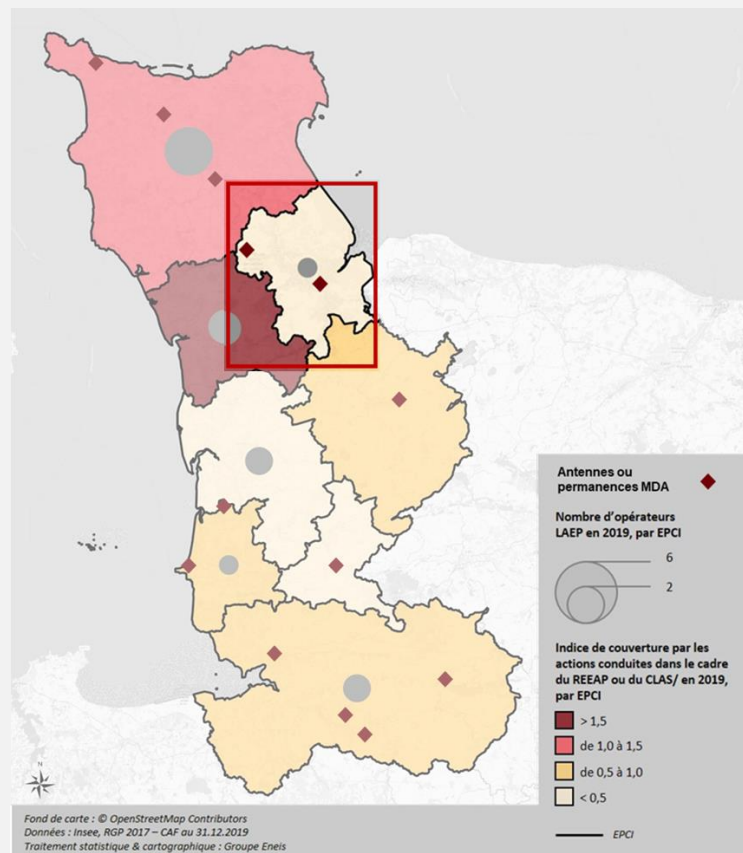 Antennes ou
permanences MDA
Nombre d'opérateurs
LAEP en 2019, par EPCI
6
2
Indice de couverture par les
actions conduites dans le cadre
du REEAP ou du CLAS/ en 2019,
par EPCI
> 1,5
de 1,0 à 1,5
de 0,5 à 1,0
< 0,5
EPCI
N
Fond de carte : © OpenStreetMap Contributors
Données : Insee, RGP 2017 – CAF au 31.12.2019
Traitement statistique & cartographique : Groupe Eneis